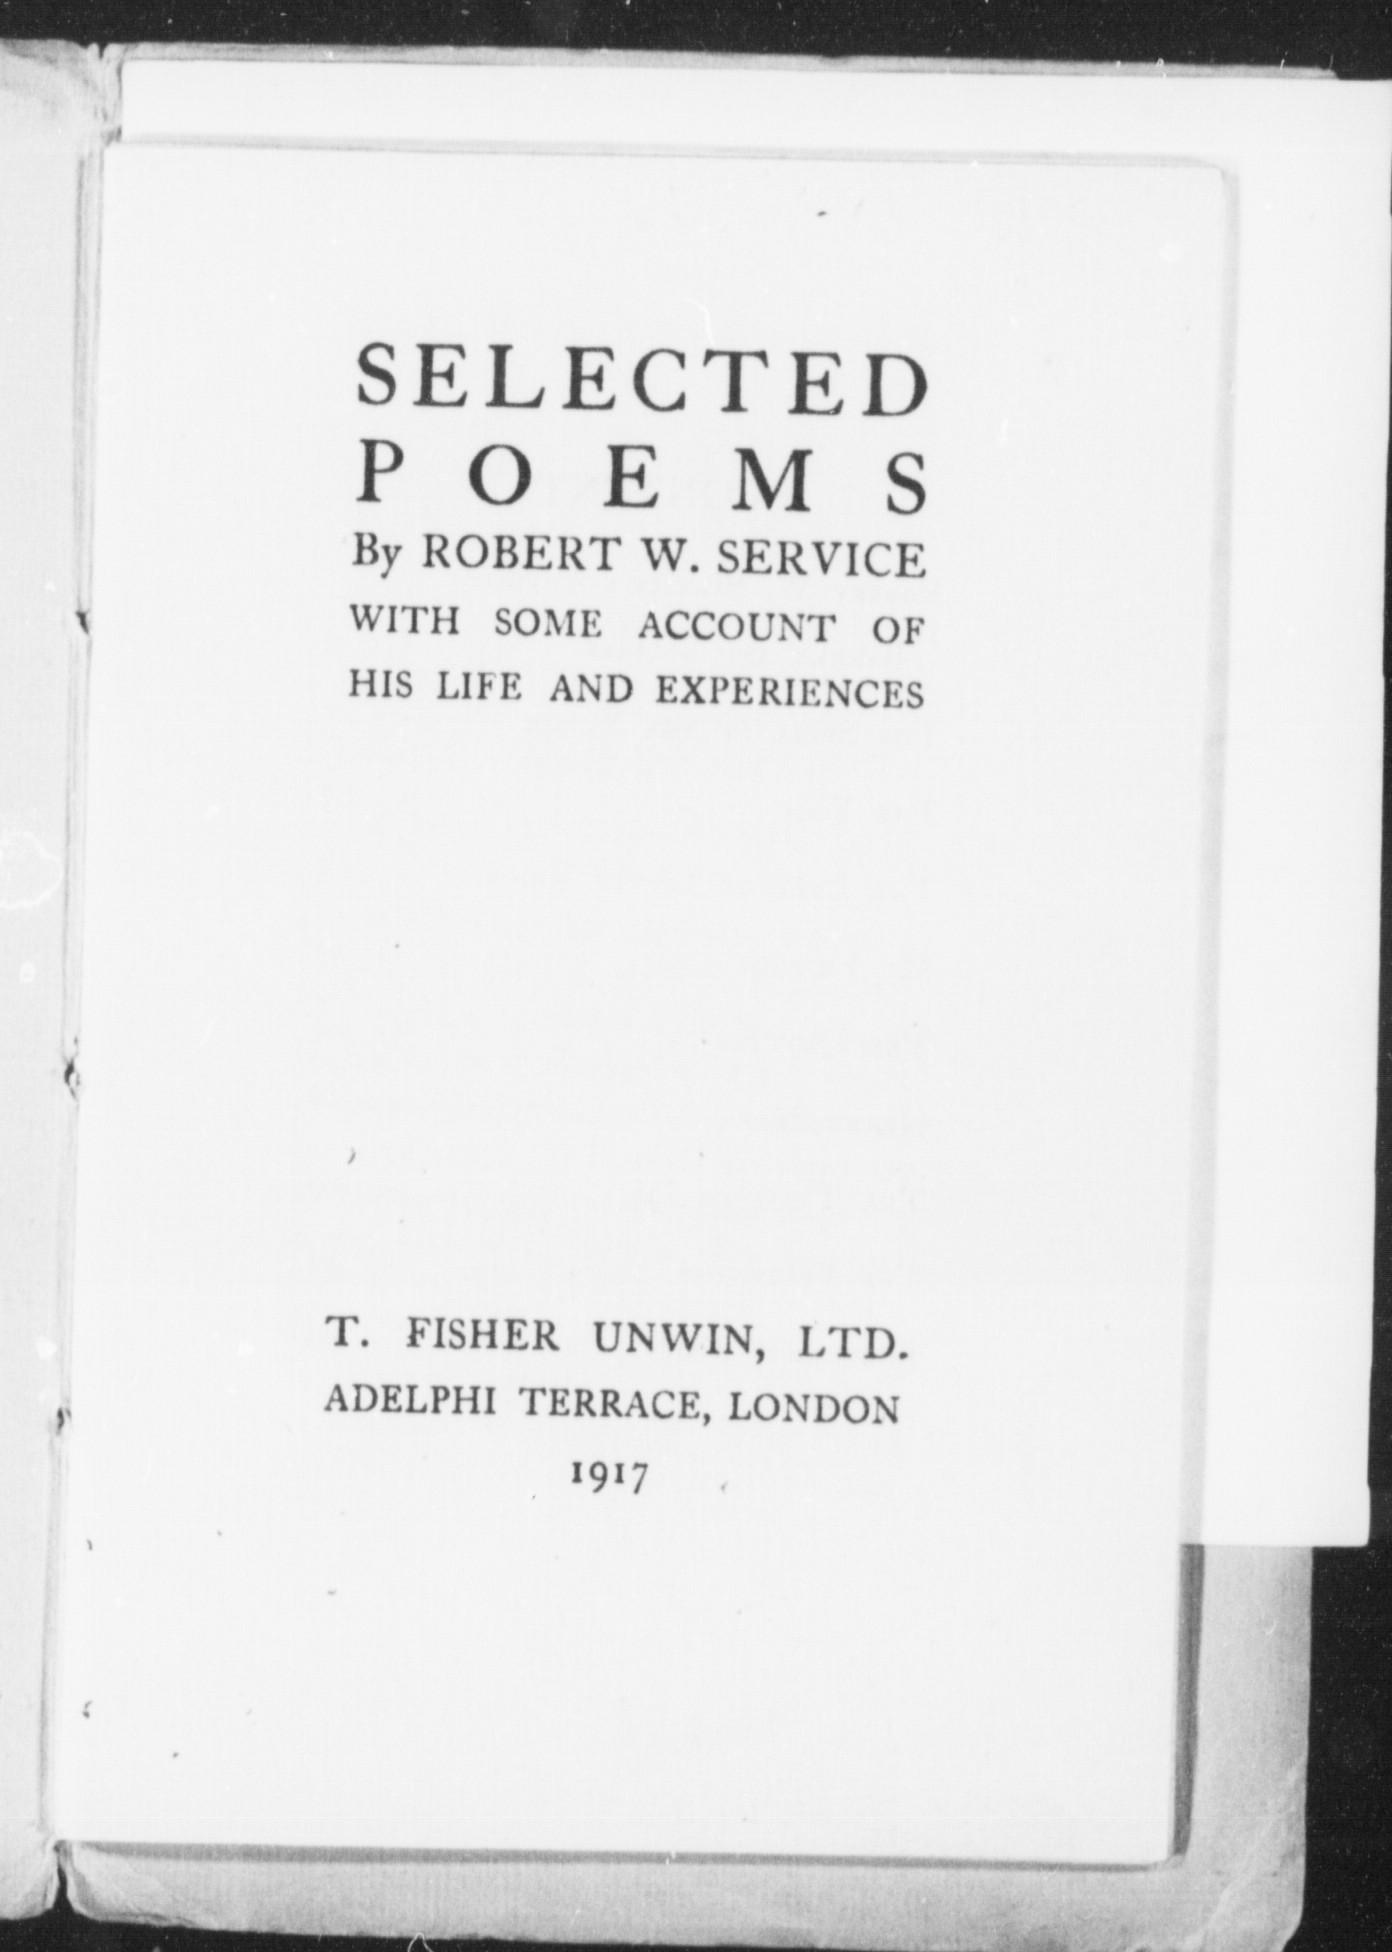 SELECTED
POEMS
By ROBERT W. SERVICE
WITH SOME ACCOUNT OF
HIS LIFE AND EXPERIENCES
T. FISHER UNWIN, LTD.
ADELPHI TERRACE, LONDON
1917